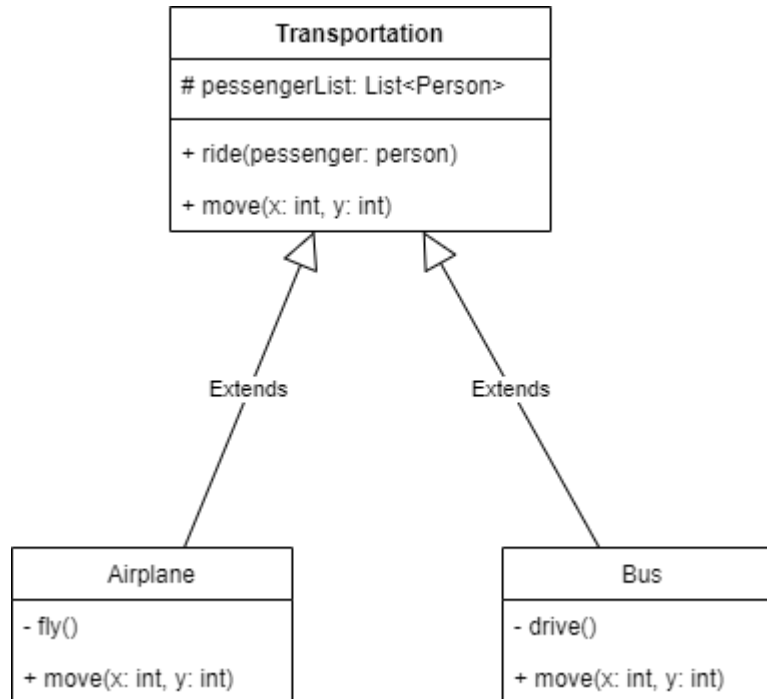 Transportation
# pessengerList: List<Person>
+ ride(pessenger: person)
+ move(x: int, y: int)
Extends
Extends
Airplane
- fly()
+ move(x: int, y: int)
Bus
- drive()
+ move(x: int, y: int)